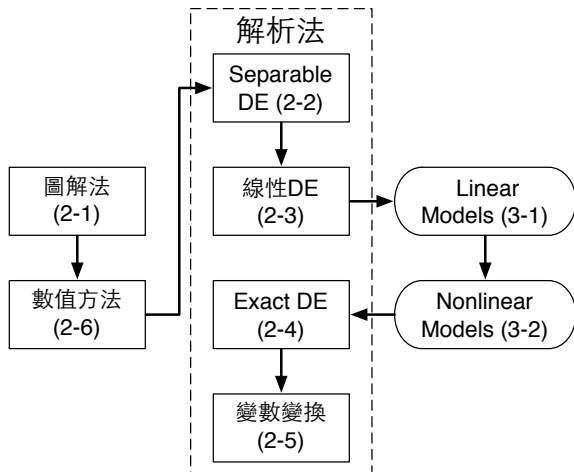 解析法
Separable
DE (2-2)
圖解法
(2-1)
線性DE
(2-3)
Linear
Models (3-1)
數值方法
(2-6)
Exact DE
(2-4)
Nonlinear
Models (3-2)
變數變換
(2-5)